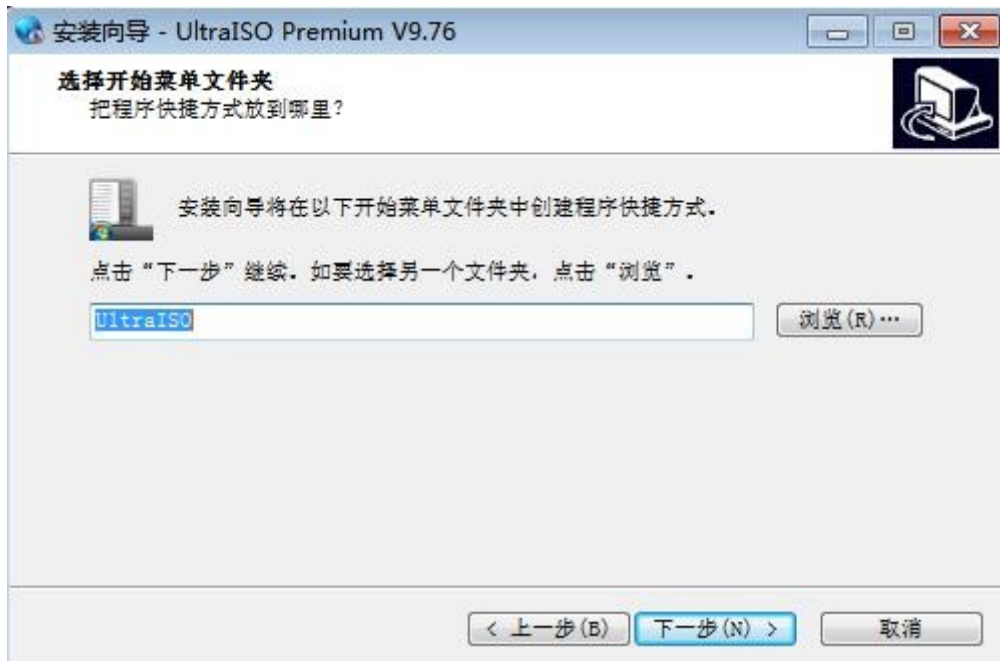 安装向导 - UltraISO Premium V9.76
选择开始菜单文件夹
把程序快捷方式放到哪里?
安装向导将在以下开始菜单文件夹中创建程序快捷方式.
点击“下一步”继续. 如要选择另一个文件夹, 点击“浏览”.
UltraISO
浏览(R)…
< 上一步(B)
下一步(N) >
取消